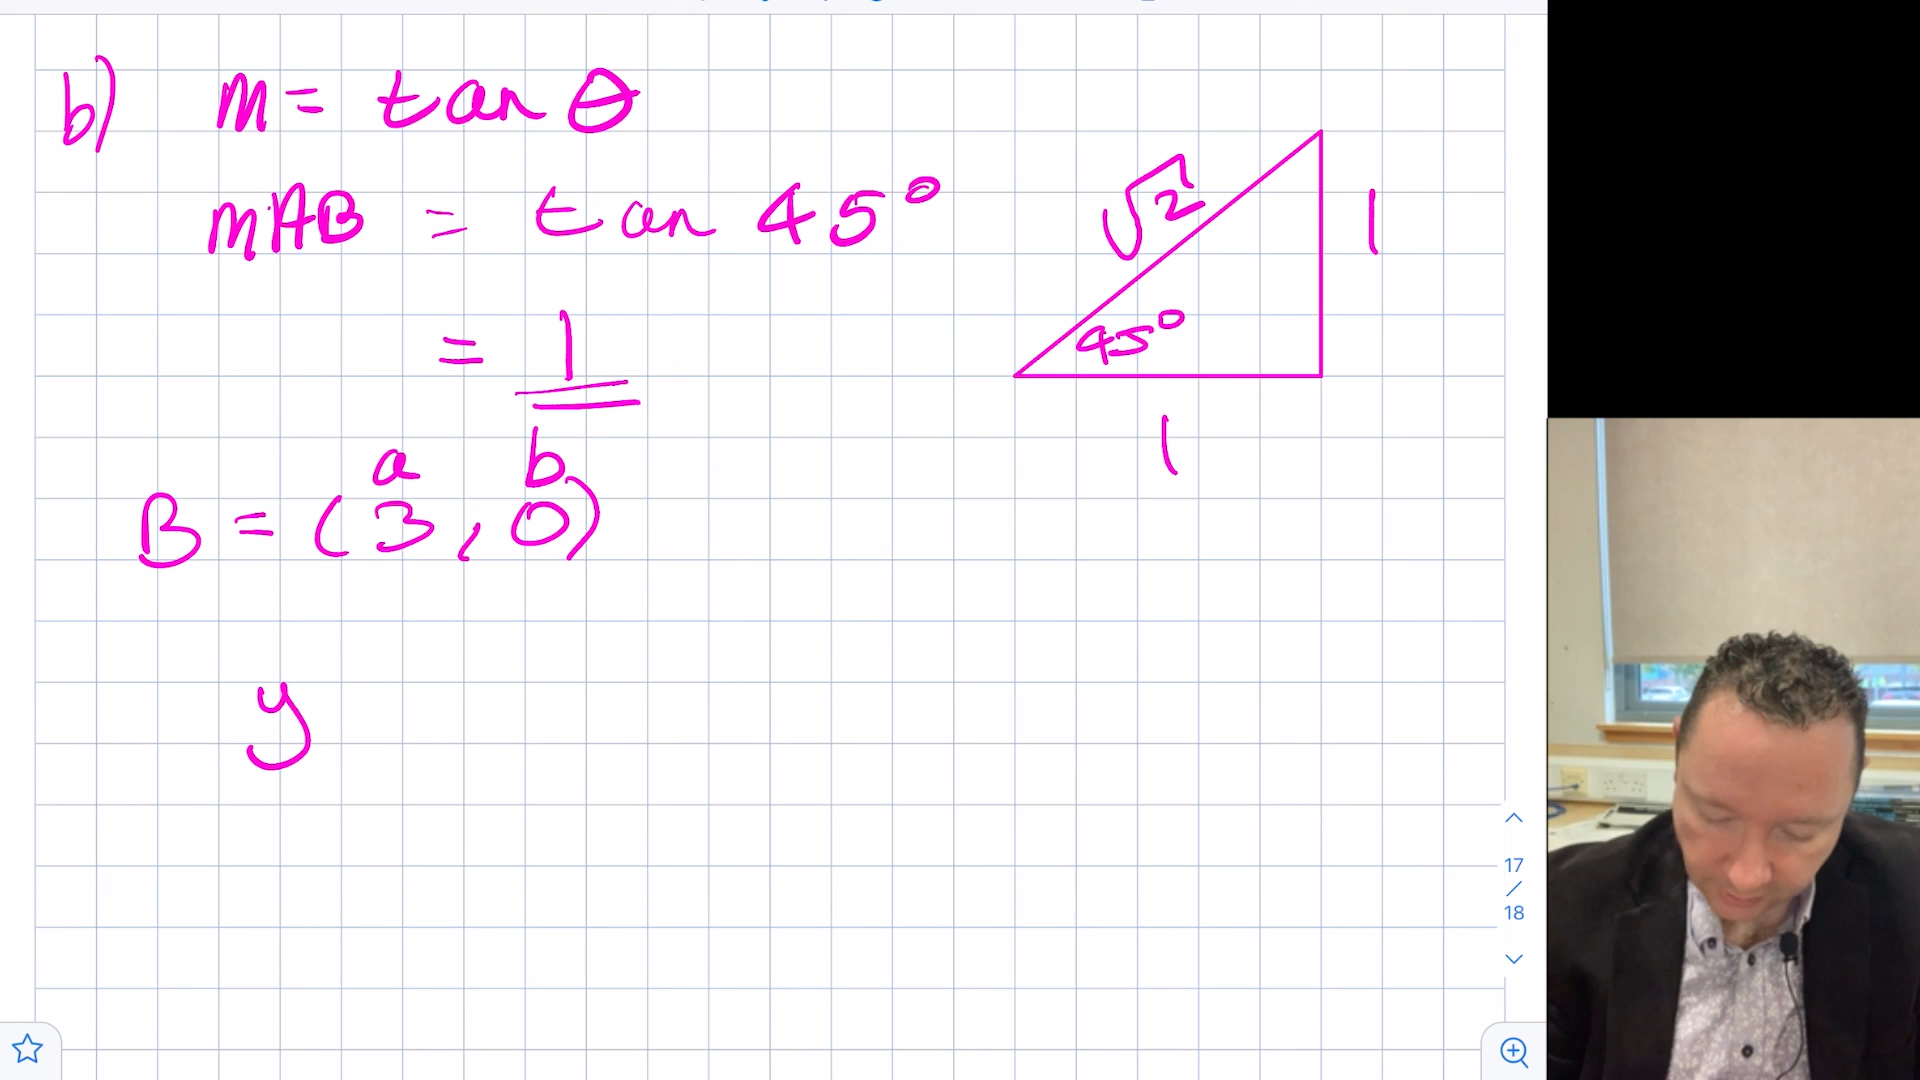 b) m = tan θ
mAB = tan 45°
= 1
a b
B = (3, 0)
y
√2
1
45°
1
17
/
18